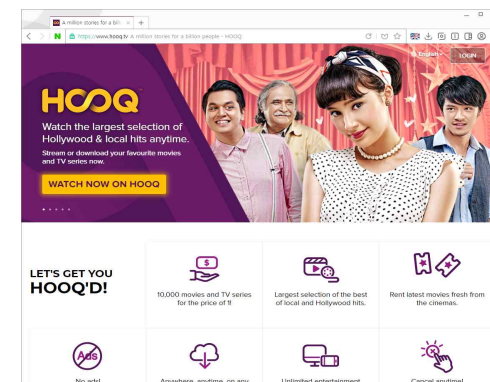 A million stories for a billi
https://www.hooq.tv A million stories for a billion people - HOOQ
English
LOGIN
HOOQ
Watch the largest selection of
Hollywood & local hits anytime.
Stream or download your favourite movies
and TV series now.
WATCH NOW ON HOOQ
LET'S GET YOU
HOOQ'D!
10,000 movies and TV series
for the price of 1!
Largest selection of the best
of local and Hollywood hits.
Rent latest movies fresh from
the cinemas.
Ads
No ads!
Anywhere, anytime, on any
Unlimited entertainment
Cancel anytime!